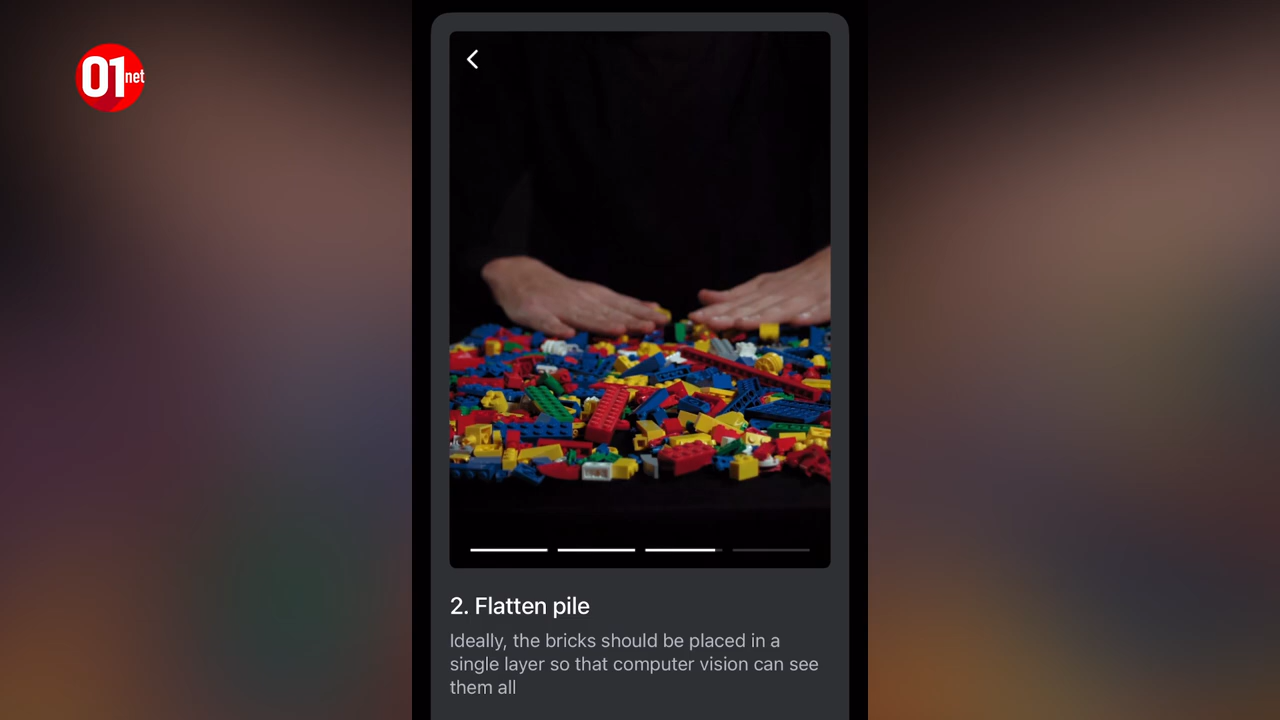 01net
2. Flatten pile
Ideally, the bricks should be placed in a
single layer so that computer vision can see
them all